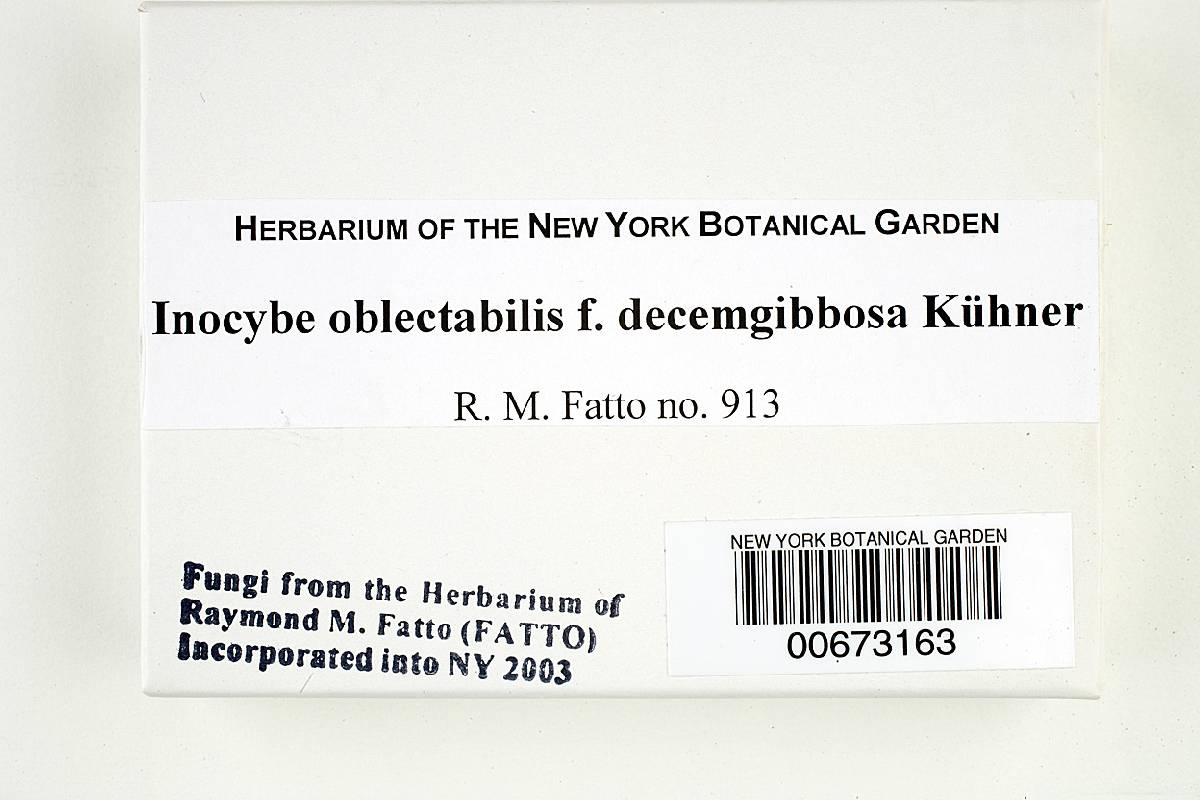 HERBARIUM OF THE NEW YORK BOTANICAL GARDEN
Inocybe oblectabilis f. decemgibbosa Kühner
R. M. Fatto no. 913
Fungi from the Herbarium of
Raymond M. Fatto (FATTO)
Incorporated into NY 2003
NEW YORK BOTANICAL GARDEN
00673163